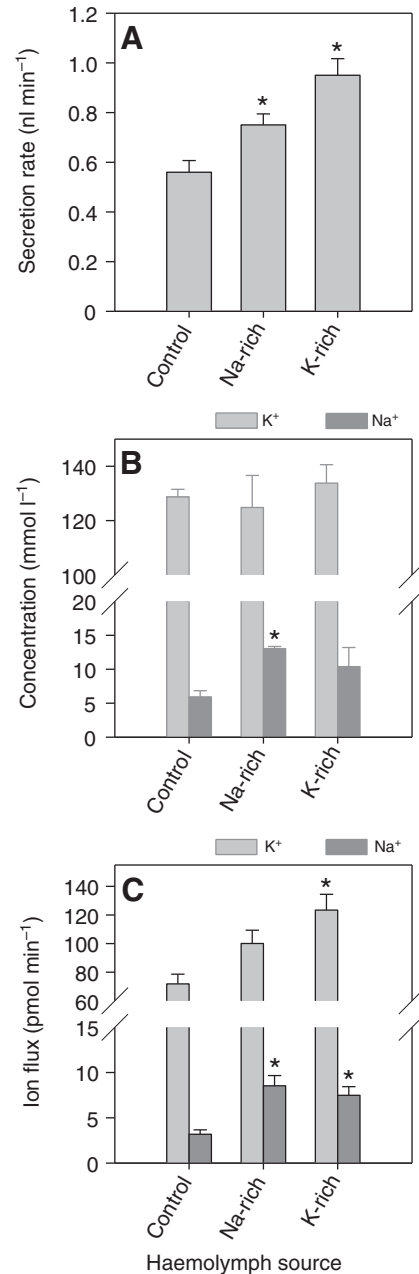 A
1.2
1.0
0.8
0.6
0.4
0.2
0
Secretion rate (nl min⁻¹)
*
*
Control
Na-rich
K-rich
K⁺
Na⁺
B
140
120
100
20
15
10
5
0
Concentration (mmol l⁻¹)
*
Control
Na-rich
K-rich
K⁺
Na⁺
C
140
120
100
80
60
15
10
5
0
Ion flux (pmol min⁻¹)
*
*
*
Control
Na-rich
K-rich
Haemolymph source